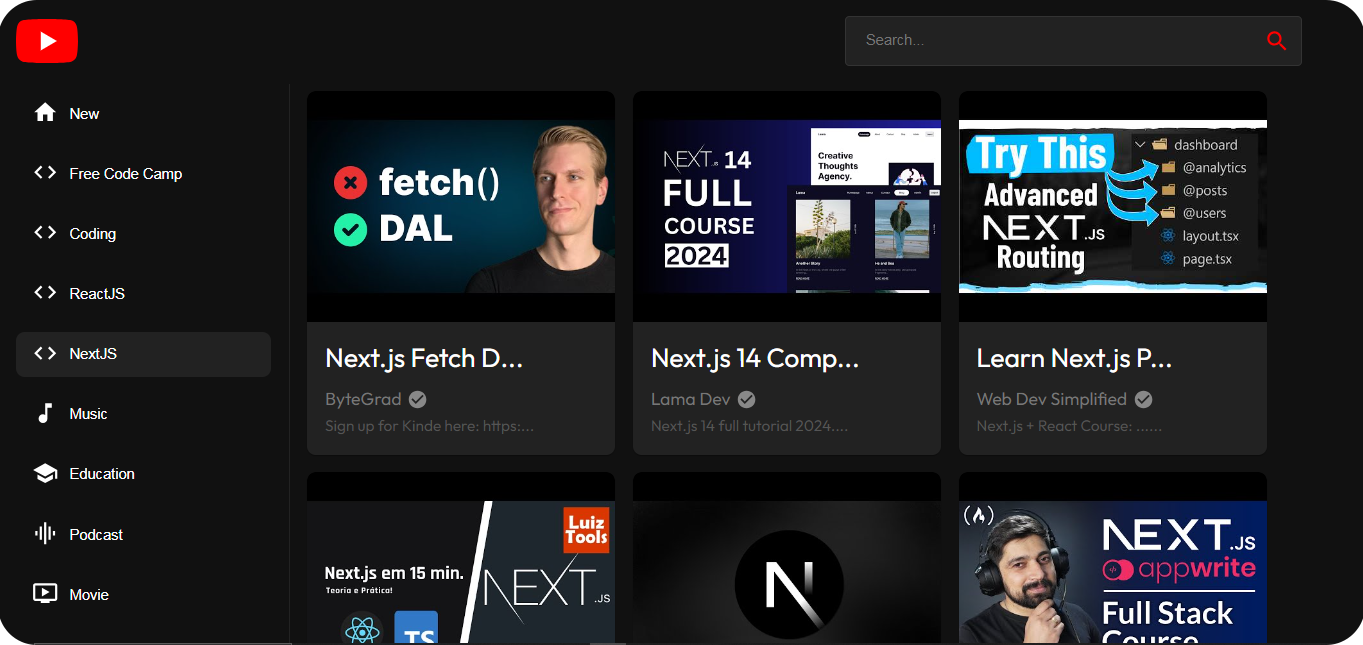 Search...
New
Free Code Camp
Coding
ReactJS
NextJS
Music
Education
Podcast
Movie
fetch()
DAL
Next.js Fetch D...
ByteGrad
Sign up for Kinde here: https:...
NEXT.JS 14
FULL
COURSE
2024
Creative
Thoughts
Agency.
Next.js 14 Comp...
Lama Dev
Next.js 14 full tutorial 2024....
Try This
Advanced
NEXT.JS
Routing
dashboard
@analytics
@posts
@users
layout.tsx
page.tsx
Learn Next.js P...
Web Dev Simplified
Next.js + React Course: ......
Luiz
Tools
Next.js em 15 min.
Teoria e Prática!
NEXT.JS
TS
N
NEXT.JS
appwrite
Full Stack
Course